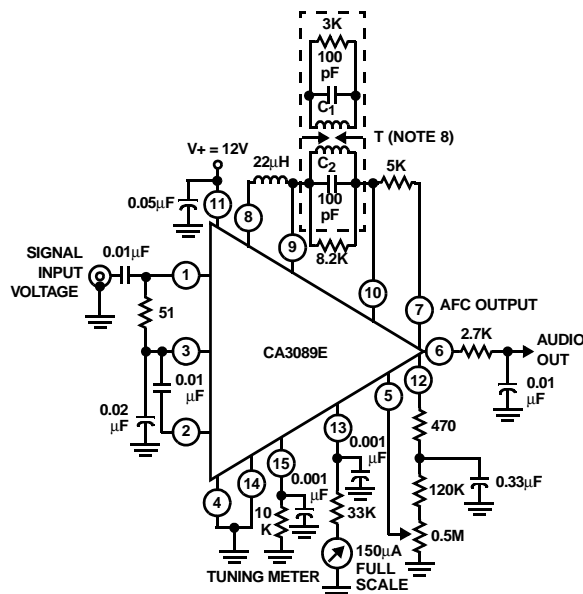 3K
100
pF
C1
T (NOTE 8)
V+ = 12V
22μH
C2
5K
0.05μF
11
8
100
pF
9
8.2K
SIGNAL
INPUT
VOLTAGE
0.01μF
1
10
7
AFC OUTPUT
51
2.7K
3
CA3089E
6
AUDIO
OUT
0.01
μF
12
0.01
μF
0.02
μF
2
5
470
13
0.001
μF
15
0.001
μF
4
14
120K
0.33μF
10
K
33K
0.5M
TUNING METER
150μA
FULL
SCALE